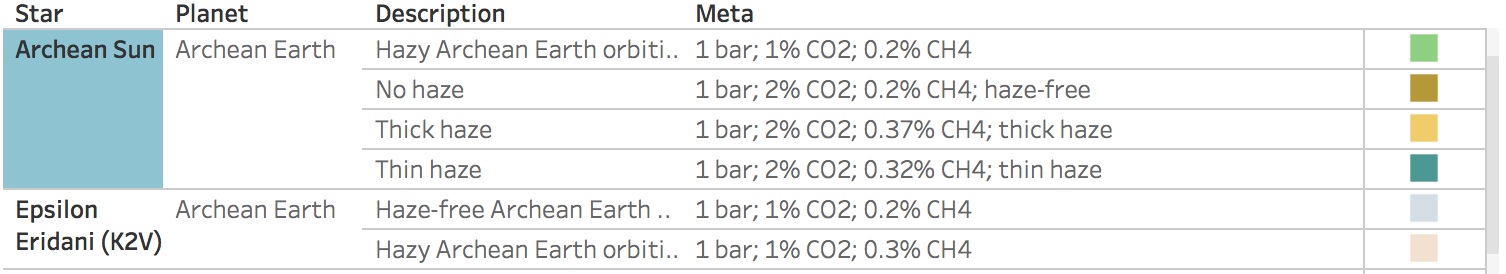 Star Planet Description Meta
Archean Sun Archean Earth Hazy Archean Earth orbiti.. 1 bar; 1% CO2; 0.2% CH4
No haze 1 bar; 2% CO2; 0.2% CH4; haze-free
Thick haze 1 bar; 2% CO2; 0.37% CH4; thick haze
Thin haze 1 bar; 2% CO2; 0.32% CH4; thin haze
Epsilon Archean Earth Haze-free Archean Earth .. 1 bar; 1% CO2; 0.2% CH4
Eridani (K2V) Hazy Archean Earth orbiti.. 1 bar; 1% CO2; 0.3% CH4